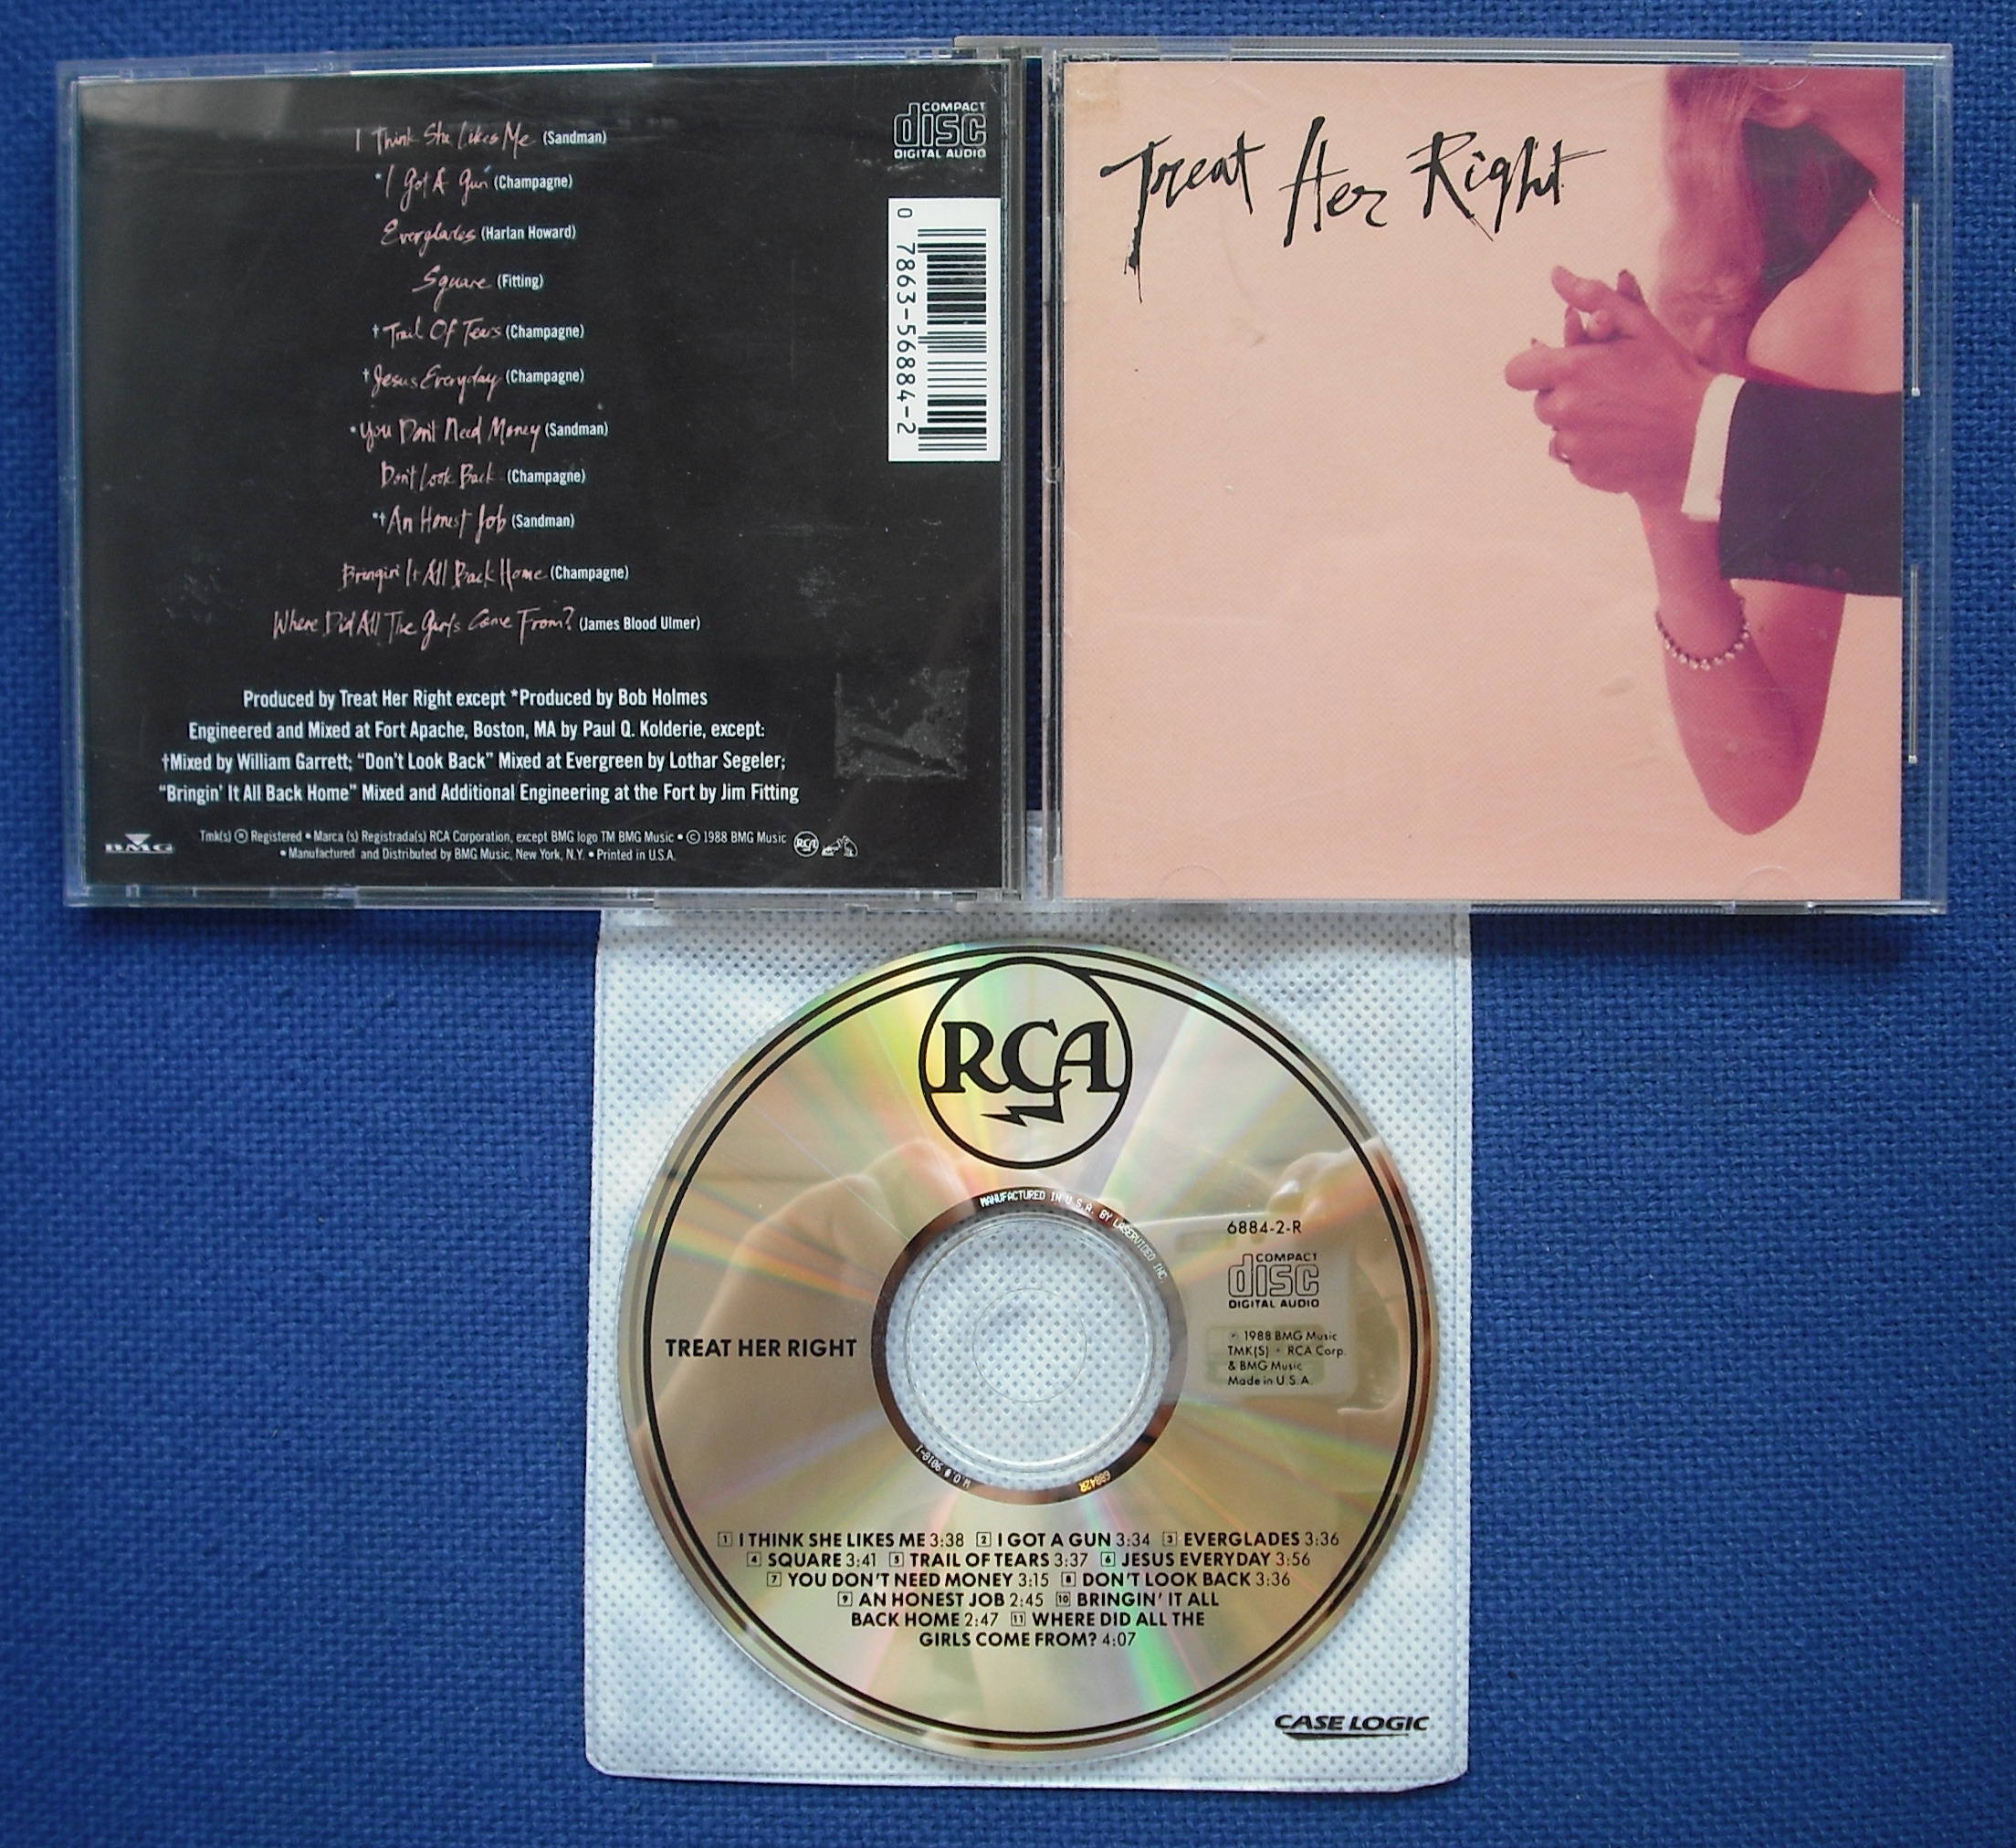 I Think She Likes Me (Sandman)
*I Got A Gun (Champagne)
Everglades (Harlan Howard)
Square (Fitting)
†Trail Of Tears (Champagne)
†Jesus Everyday (Champagne)
*You Don't Need Money (Sandman)
Don't Look Back (Champagne)
*†An Honest Job (Sandman)
Bringin' It All Back Home (Champagne)
Where Did All The Girls Come From? (James Blood Ulmer)
Produced by Treat Her Right except *Produced by Bob Holmes
Engineered and Mixed at Fort Apache, Boston, MA by Paul Q. Kolderie, except:
†Mixed by William Garrett; “Don't Look Back” Mixed at Evergreen by Lothar Segeler;
“Bringin' It All Back Home” Mixed and Additional Engineering at the Fort by Jim Fitting
BMG
Tmk(s) ® Registered • Marca (s) Registrada(s) RCA Corporation, except BMG logo TM BMG Music • © 1988 BMG Music
• Manufactured and Distributed by BMG Music, New York, N.Y. • Printed in U.S.A.
RCA
COMPACT
disc
DIGITAL AUDIO
0 7863-56884-2
Treat Her Right
RCA
MANUFACTURED IN U.S.A. BY LASERVIDEO INC.
6884-2-R
COMPACT
disc
DIGITAL AUDIO
℗ 1988 BMG Music
TMK(S) • RCA Corp.
& BMG Music
Made in U.S.A.
TREAT HER RIGHT
W.O.# 9018-1
68842R
1 I THINK SHE LIKES ME 3:38 2 I GOT A GUN 3:34 3 EVERGLADES 3:36
4 SQUARE 3:41 5 TRAIL OF TEARS 3:37 6 JESUS EVERYDAY 3:56
7 YOU DON'T NEED MONEY 3:15 8 DON'T LOOK BACK 3:36
9 AN HONEST JOB 2:45 10 BRINGIN' IT ALL
BACK HOME 2:47 11 WHERE DID ALL THE
GIRLS COME FROM? 4:07
CASE LOGIC